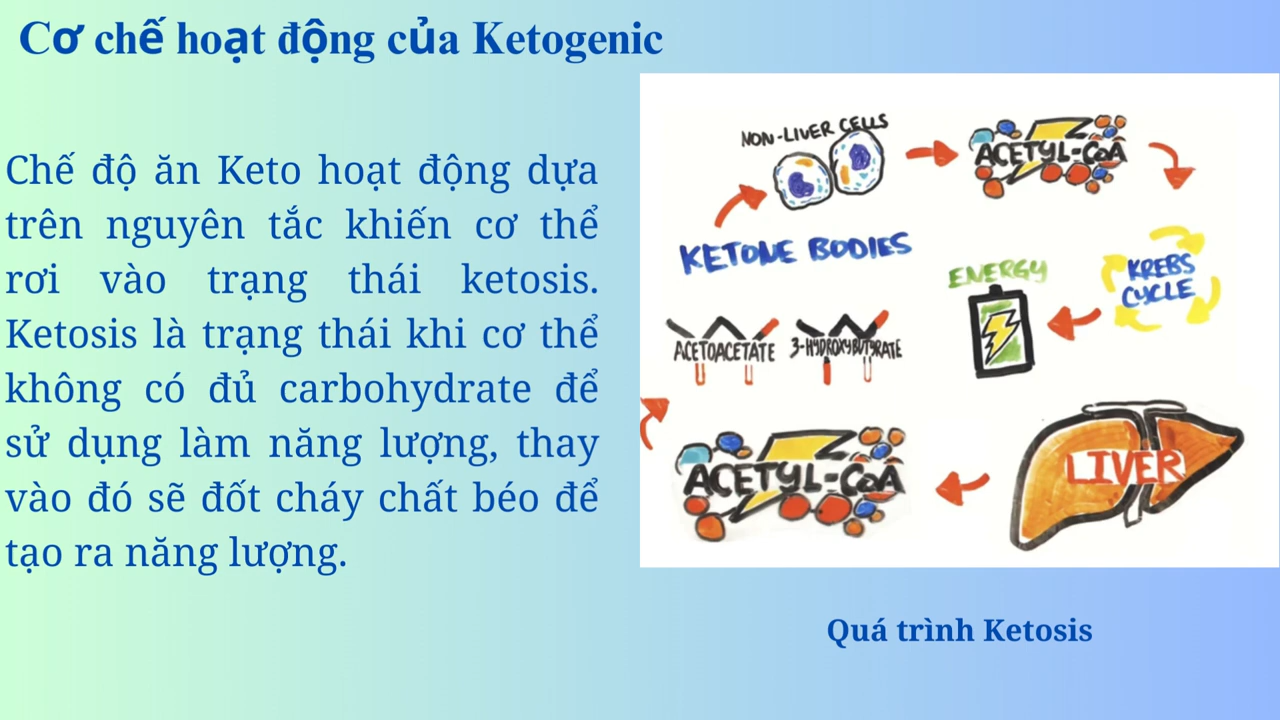 Cơ chế hoạt động của Ketogenic
Chế độ ăn Keto hoạt động dựa
trên nguyên tắc khiến cơ thể
rơi vào trạng thái ketosis.
Ketosis là trạng thái khi cơ thể
không có đủ carbohydrate để
sử dụng làm năng lượng, thay
vào đó sẽ đốt cháy chất béo để
tạo ra năng lượng.
NON-LIVER CELLS
ACETYL-CoA
KETONE BODIES
ENERGY
KREBS
CYCLE
ACETOACETATE
3-HYDROXYBUTYRATE
ACETYL-CoA
LIVER
Quá trình Ketosis